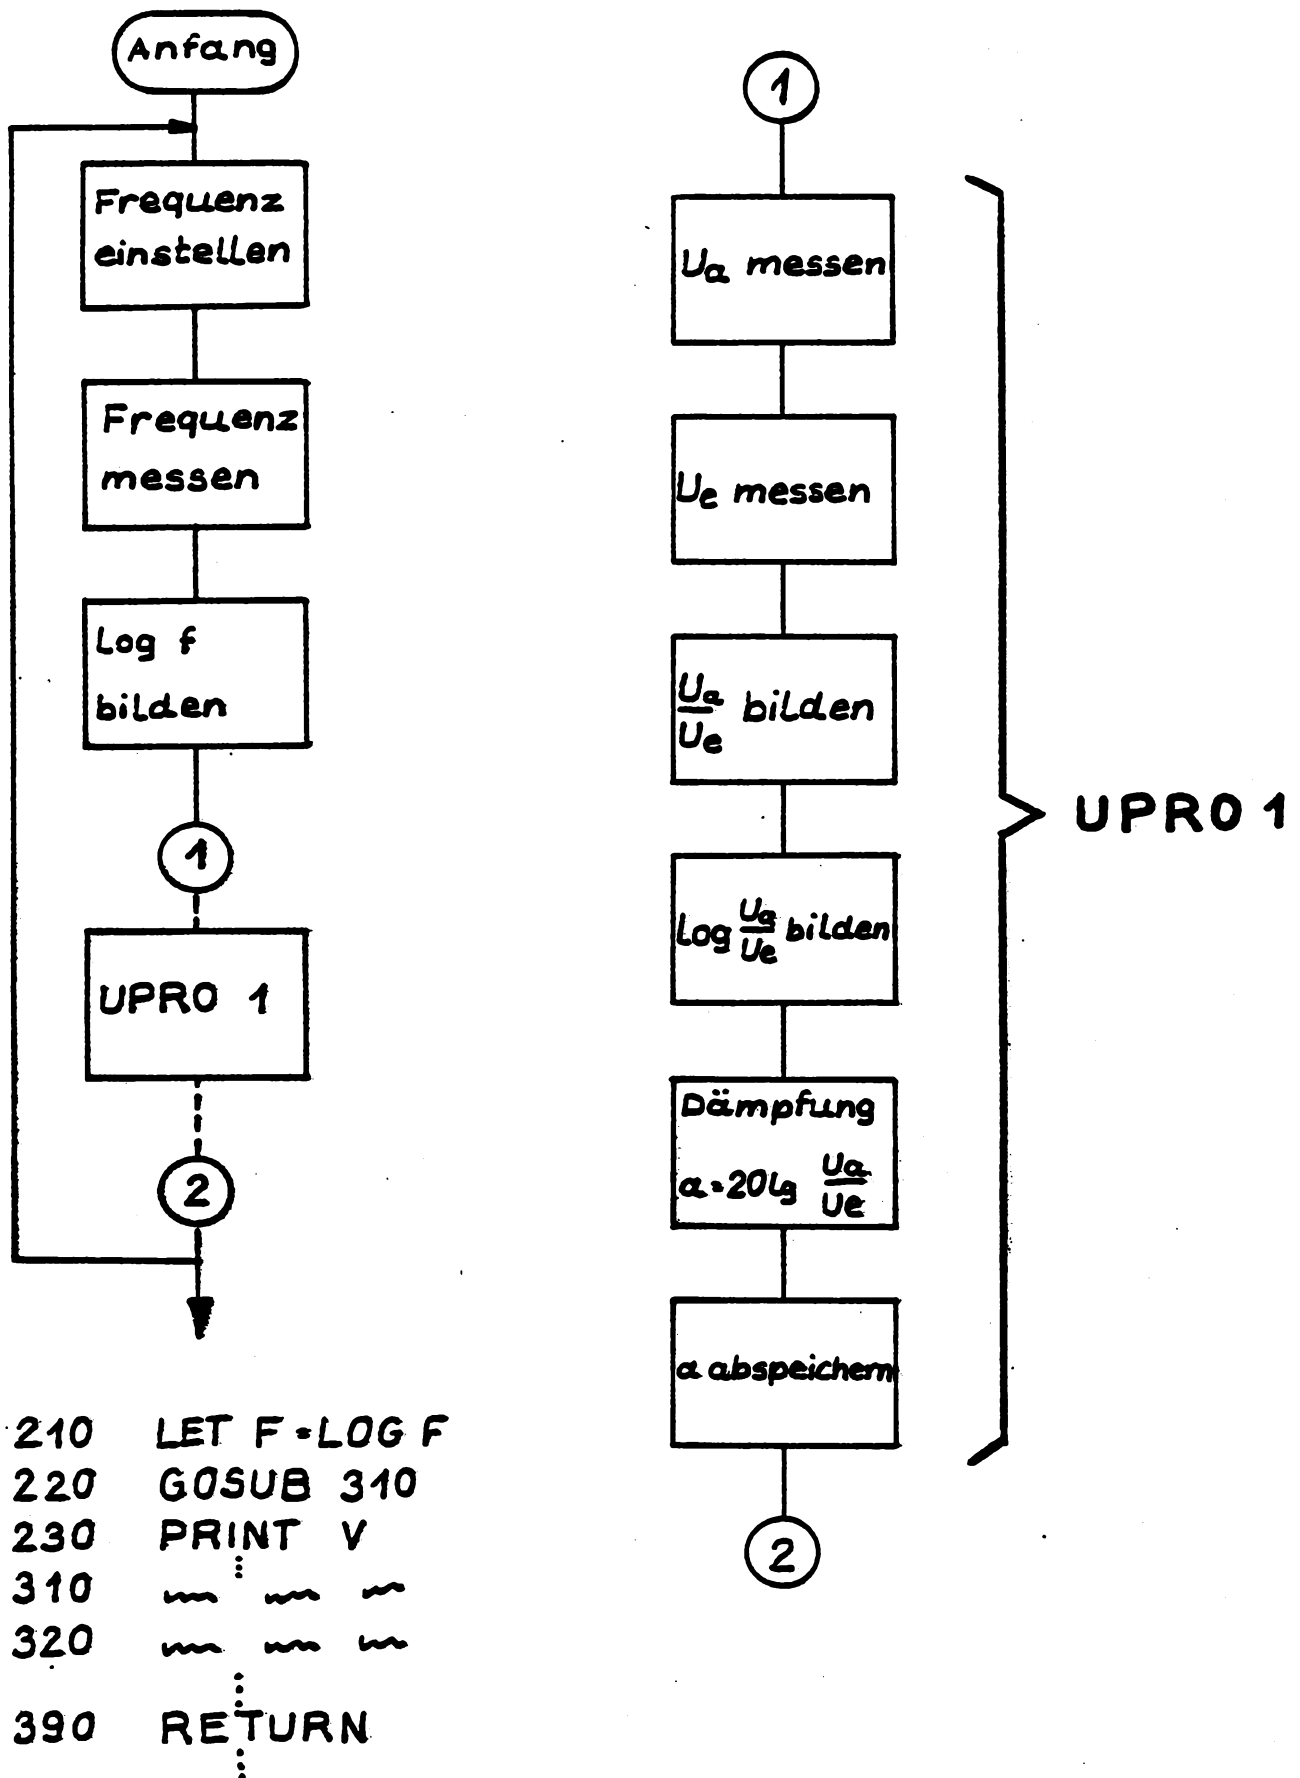 Anfang
Frequenz
einstellen
Frequenz
messen
Log f
bilden
1
UPRO 1
2
210 LET F=LOG F
220 GOSUB 310
230 PRINT V
310
320
390 RETURN
1
Ua messen
Ue messen
Ua
Ue bilden
Log Ua
Ue bilden
Dämpfung
a=20lg Ua
Ue
a abspeichern
2
UPRO 1